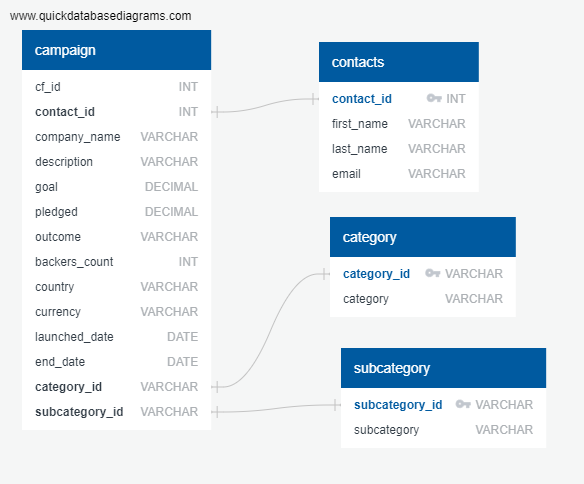 www.quickdatabasediagrams.com
campaign
cf_id INT
contact_id INT
company_name VARCHAR
description VARCHAR
goal DECIMAL
pledged DECIMAL
outcome VARCHAR
backers_count INT
country VARCHAR
currency VARCHAR
launched_date DATE
end_date DATE
category_id VARCHAR
subcategory_id VARCHAR
contacts
contact_id INT
first_name VARCHAR
last_name VARCHAR
email VARCHAR
category
category_id VARCHAR
category VARCHAR
subcategory
subcategory_id VARCHAR
subcategory VARCHAR